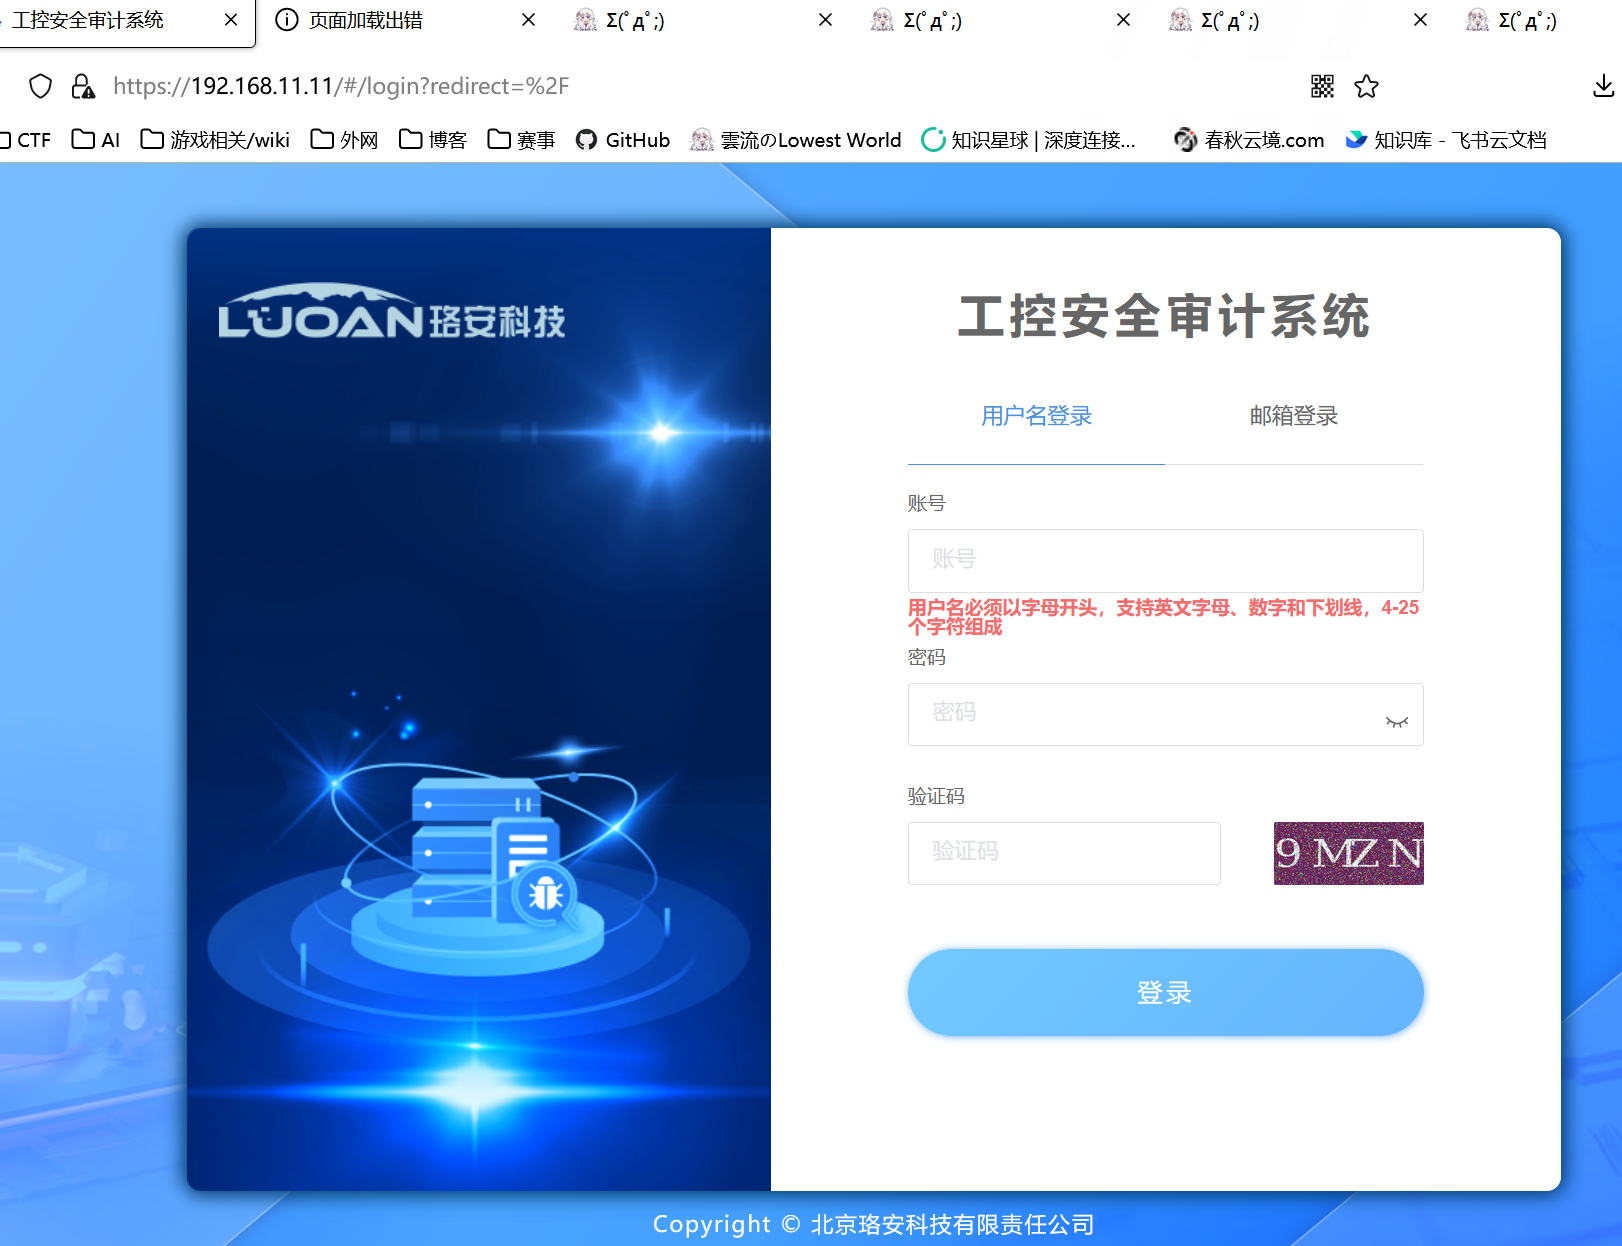 工控安全审计系统
页面加载出错
Σ(ﾟдﾟ;)
Σ(ﾟдﾟ;)
Σ(ﾟдﾟ;)
Σ(ﾟдﾟ;)
https://192.168.11.11/#/login?redirect=%2F
CTF
AI
游戏相关/wiki
外网
博客
赛事
GitHub
雲流のLowest World
知识星球 | 深度连接...
春秋云境.com
知识库 - 飞书云文档
LUOAN珞安科技
工控安全审计系统
用户名登录
邮箱登录
账号
账号
用户名必须以字母开头，支持英文字母、数字和下划线，4-25
个字符组成
密码
密码
验证码
验证码
9 MZ N
登录
Copyright © 北京珞安科技有限责任公司